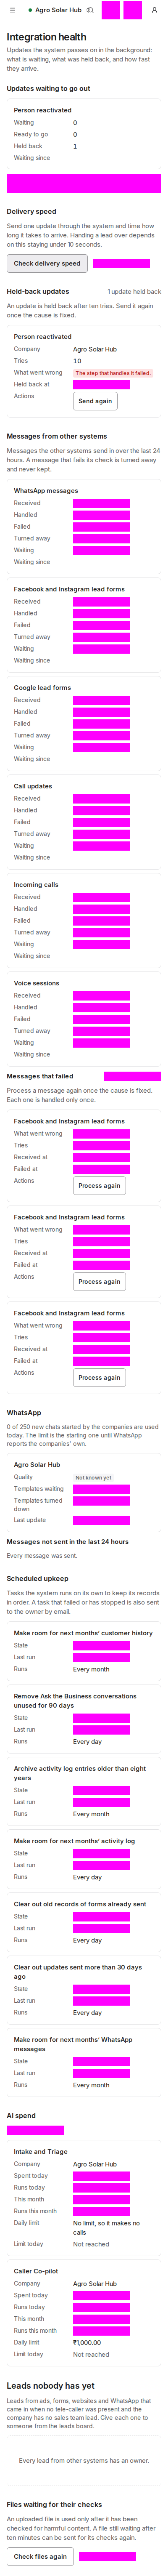 Agro Solar Hub
Integration health
Updates the system passes on in the background:
what is waiting, what was held back, and how fast
they arrive.
Updates waiting to go out
Person reactivated
Waiting 0
Ready to go 0
Held back 1
Waiting since
Delivery speed
Send one update through the system and time how
long it takes to arrive. Handing a lead over depends
on this staying under 10 seconds.
Check delivery speed
Held-back updates 1 update held back
An update is held back after ten tries. Send it again
once the cause is fixed.
Person reactivated
Company Agro Solar Hub
Tries 10
What went wrong The step that handles it failed.
Held back at
Actions Send again
Messages from other systems
Messages the other systems send in over the last 24
hours. A message that fails its check is turned away
and never kept.
WhatsApp messages
Received
Handled
Failed
Turned away
Waiting
Waiting since
Facebook and Instagram lead forms
Received
Handled
Failed
Turned away
Waiting
Waiting since
Google lead forms
Received
Handled
Failed
Turned away
Waiting
Waiting since
Call updates
Received
Handled
Failed
Turned away
Waiting
Waiting since
Incoming calls
Received
Handled
Failed
Turned away
Waiting
Waiting since
Voice sessions
Received
Handled
Failed
Turned away
Waiting
Waiting since
Messages that failed
Process a message again once the cause is fixed.
Each one is handled only once.
Facebook and Instagram lead forms
What went wrong
Tries
Received at
Failed at
Actions Process again
Facebook and Instagram lead forms
What went wrong
Tries
Received at
Failed at
Actions Process again
Facebook and Instagram lead forms
What went wrong
Tries
Received at
Failed at
Actions Process again
WhatsApp
0 of 250 new chats started by the companies are used
today. The limit is the starting one until WhatsApp
reports the companies' own.
Agro Solar Hub
Quality Not known yet
Templates waiting
Templates turned
down
Last update
Messages not sent in the last 24 hours
Every message was sent.
Scheduled upkeep
Tasks the system runs on its own to keep its records
in order. A task that failed or has stopped is also sent
to the owner by email.
Make room for next months' customer history
State
Last run
Runs Every month
Remove Ask the Business conversations
unused for 90 days
State
Last run
Runs Every day
Archive activity log entries older than eight
years
State
Last run
Runs Every month
Make room for next months' activity log
State
Last run
Runs Every day
Clear out old records of forms already sent
State
Last run
Runs Every day
Clear out updates sent more than 30 days
ago
State
Last run
Runs Every day
Make room for next months' WhatsApp
messages
State
Last run
Runs Every month
AI spend
Intake and Triage
Company Agro Solar Hub
Spent today
Runs today
This month
Runs this month
Daily limit No limit, so it makes no
calls
Limit today Not reached
Caller Co-pilot
Company Agro Solar Hub
Spent today
Runs today
This month
Runs this month
Daily limit ₹1,000.00
Limit today Not reached
Leads nobody has yet
Leads from ads, forms, websites and WhatsApp that
came in when no tele-caller was present and the
company has no sales team lead. Give each one to
someone from the leads board.
Every lead from other systems has an owner.
Files waiting for their checks
An uploaded file is used only after it has been
checked for harmful content. A file still waiting after
ten minutes can be sent for its checks again.
Check files again